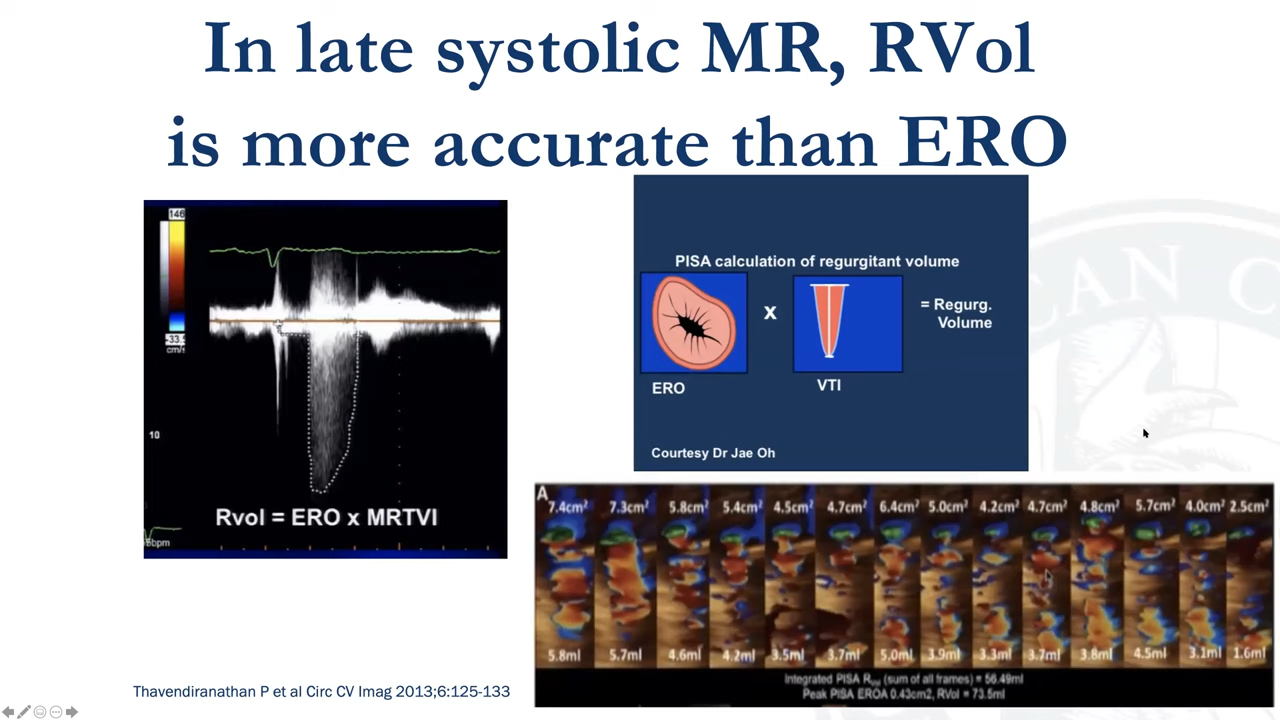 In late systolic MR, RVol
is more accurate than ERO
146
-33.
cm/s
10
bpm
Rvol = ERO x MRTVI
PISA calculation of regurgitant volume
x
= Regurg.
Volume
ERO
VTI
Courtesy Dr Jae Oh
A
7.4cm² 7.3cm² 5.8cm² 5.4cm² 4.5cm² 4.7cm² 6.4cm² 5.0cm² 4.2cm² 4.7cm² 4.8cm² 5.7cm² 4.0cm² 2.5cm²
5.8ml 5.7ml 4.6ml 4.2ml 3.5ml 3.7ml 5.0ml 3.9ml 3.3ml 3.7ml 3.8ml 4.5ml 3.1ml 1.6ml
Integrated PISA (sum of all frames) = 56.49ml
Peak PISA EROA 0.43cm2, RVol = 73.5ml
Thavendiranathan P et al Circ CV Imag 2013;6:125-133
EAN C